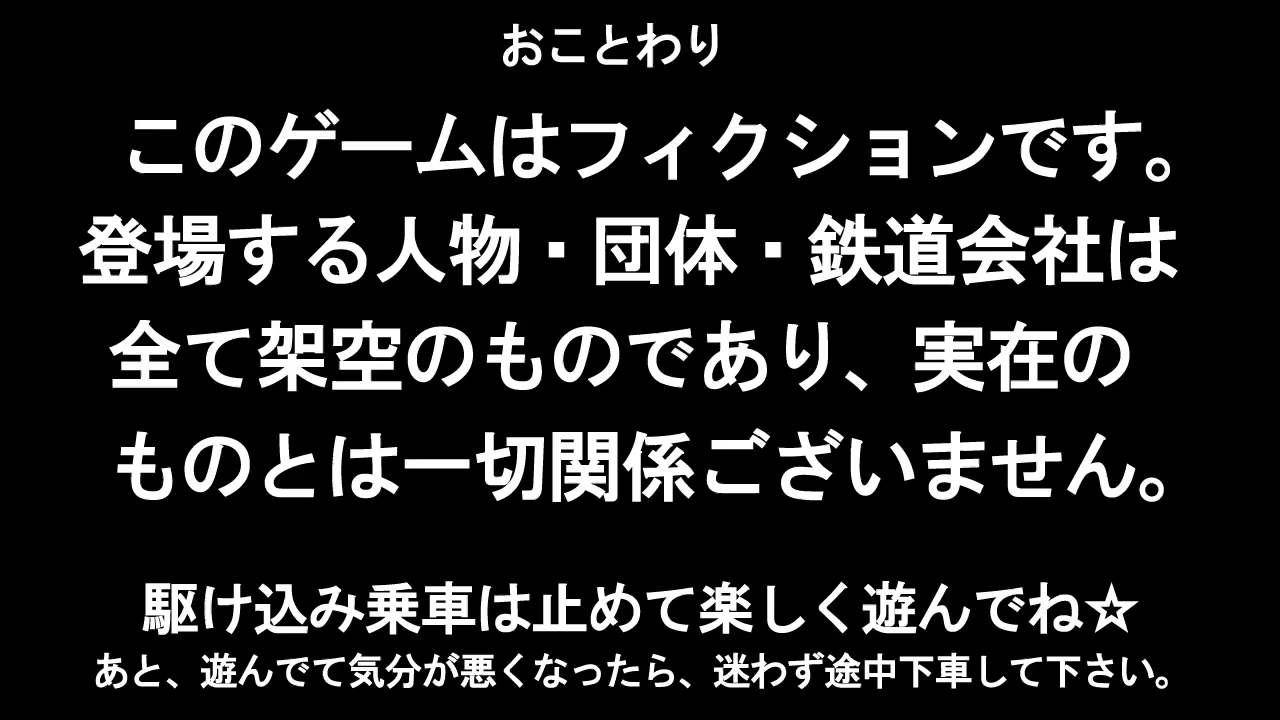 おことわり
このゲームはフィクションです。
登場する人物・団体・鉄道会社は
全て架空のものであり、実在の
ものとは一切関係ございません。
駆け込み乗車は止めて楽しく遊んでね☆
あと、遊んでて気分が悪くなったら、迷わず途中下車して下さい。